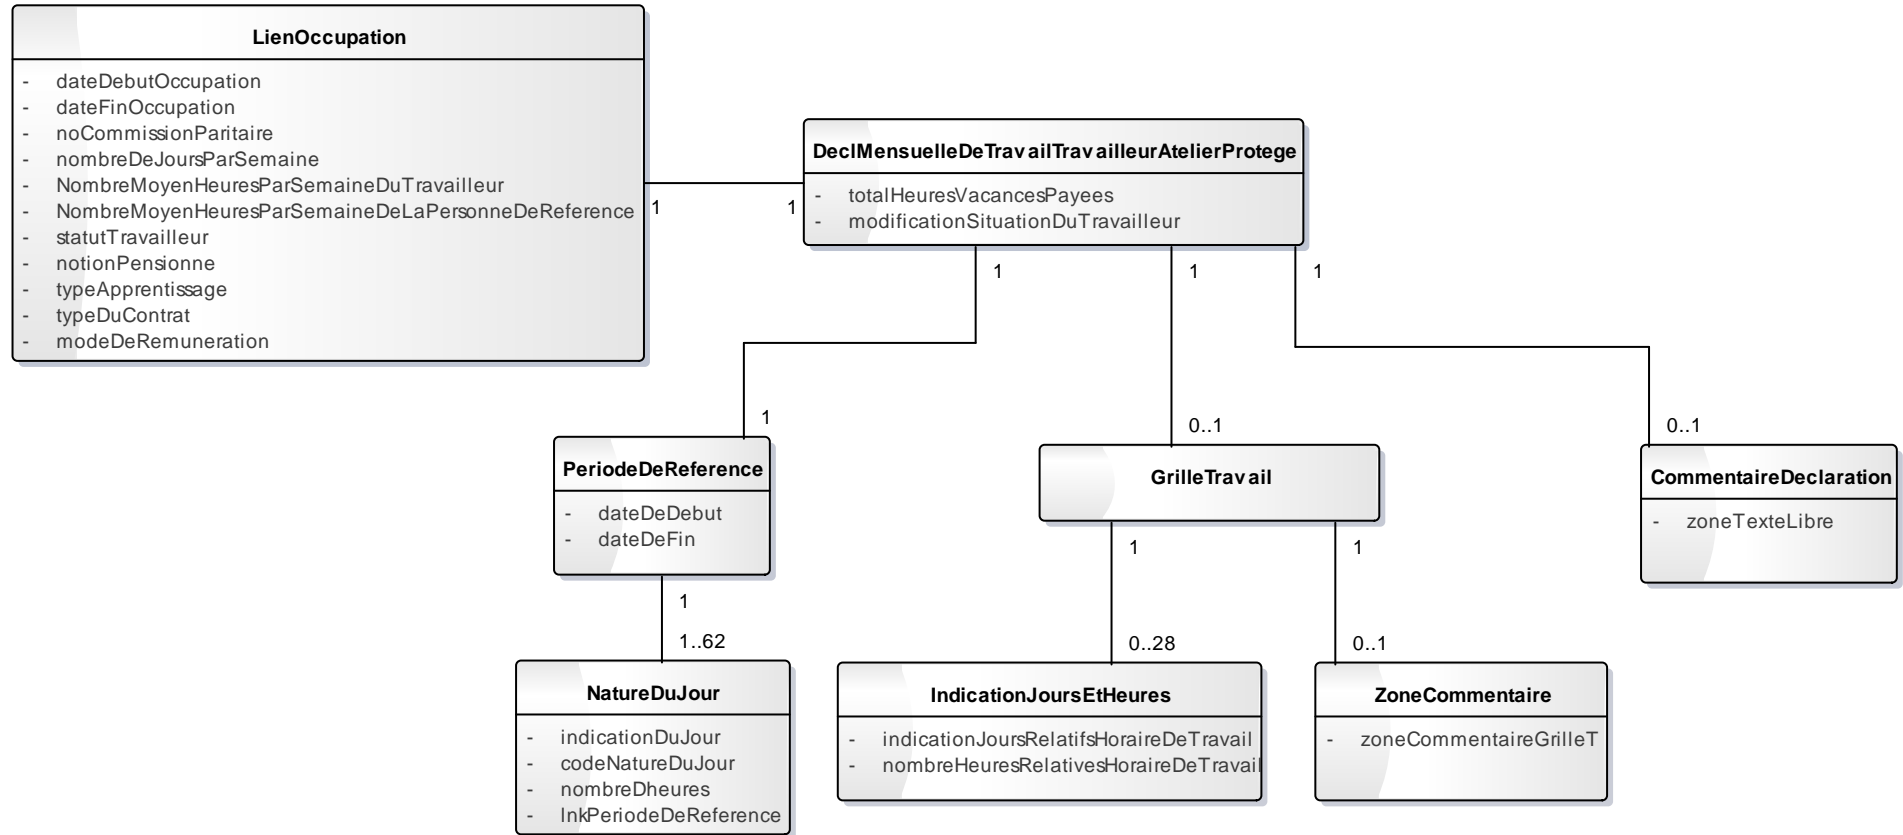 LienOccupation
- dateDebutOccupation
- dateFinOccupation
- noCommissionParitaire
- nombreDeJoursParSemaine
- NombreMoyenHeuresParSemaineDuTravailleur
- NombreMoyenHeuresParSemaineDeLaPersonneDeReference
- statutTravailleur
- notionPensionne
- typeApprentissage
- typeDuContrat
- modeDeRemuneration
1
1
DeclMensuelleDeTravailTravailleurAtelierProtege
- totalHeuresVacancesPayees
- modificationSituationDuTravailleur
1
1
1
1
0..1
0..1
PeriodeDeReference
- dateDeDebut
- dateDeFin
GrilleTravail
CommentaireDeclaration
- zoneTexteLibre
1
1
1
1..62
0..28
0..1
NatureDuJour
- indicationDuJour
- codeNatureDuJour
- nombreDheures
- lnkPeriodeDeReference
IndicationJoursEtHeures
- indicationJoursRelatifsHoraireDeTravail
- nombreHeuresRelativesHoraireDeTravail
ZoneCommentaire
- zoneCommentaireGrilleT